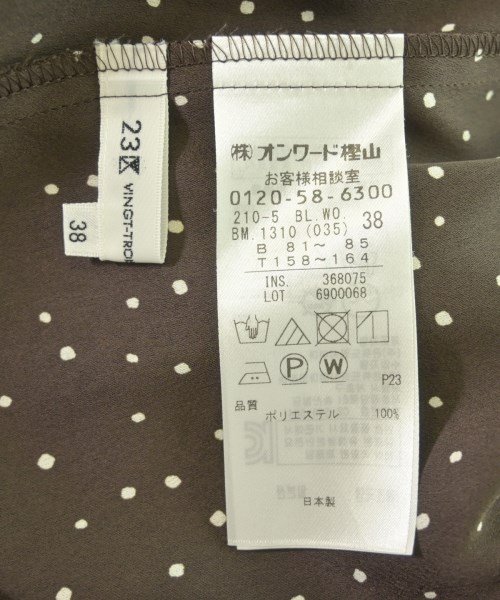 23区
VINGT-TROI
38
㈱オンワード樫山
お客様相談室
0120-58-6300
210-5 BL.WO. 38
BM.1310 (035)
B 81～ 85
T158～164
INS. 368075
LOT 6900068
P W
P23
品質
ポリエステル 100%
日本製